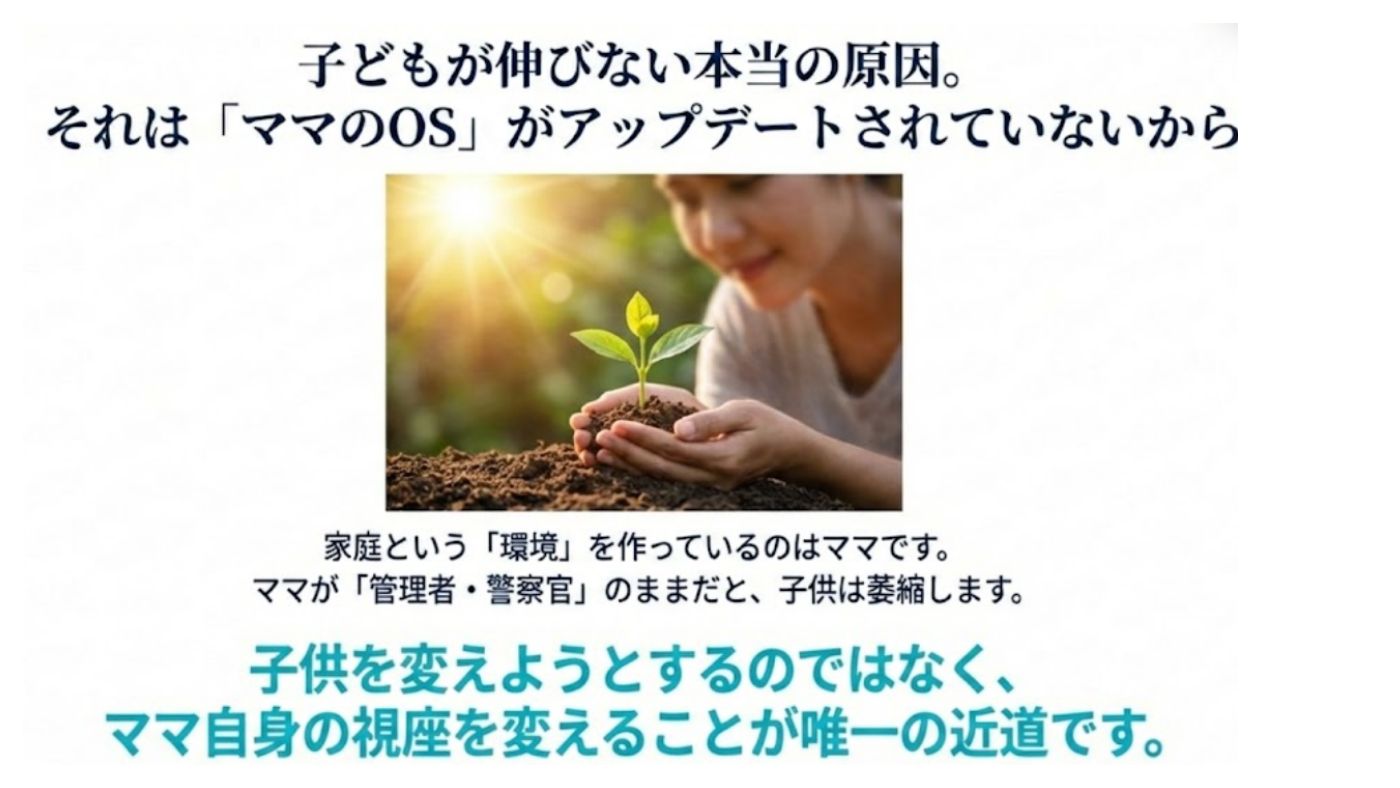 子どもが伸びない本当の原因。
それは「ママのOS」がアップデートされていないから
家庭という「環境」を作っているのはママです。
ママが「管理者・警察官」のままだと、子供は萎縮します。
子供を変えようとするのではなく、
ママ自身の視座を変えることが唯一の近道です。